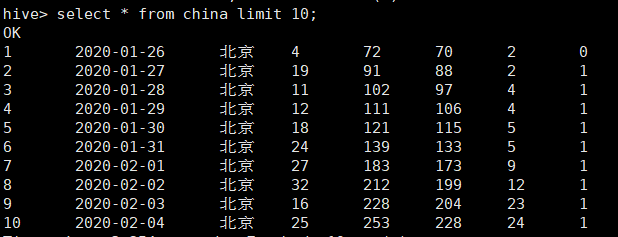 hive> select * from china limit 10;
OK
1 2020-01-26 北京 4 72 70 2 0
2 2020-01-27 北京 19 91 88 2 1
3 2020-01-28 北京 11 102 97 4 1
4 2020-01-29 北京 12 111 106 4 1
5 2020-01-30 北京 18 121 115 5 1
6 2020-01-31 北京 24 139 133 5 1
7 2020-02-01 北京 27 183 173 9 1
8 2020-02-02 北京 32 212 199 12 1
9 2020-02-03 北京 16 228 204 23 1
10 2020-02-04 北京 25 253 228 24 1